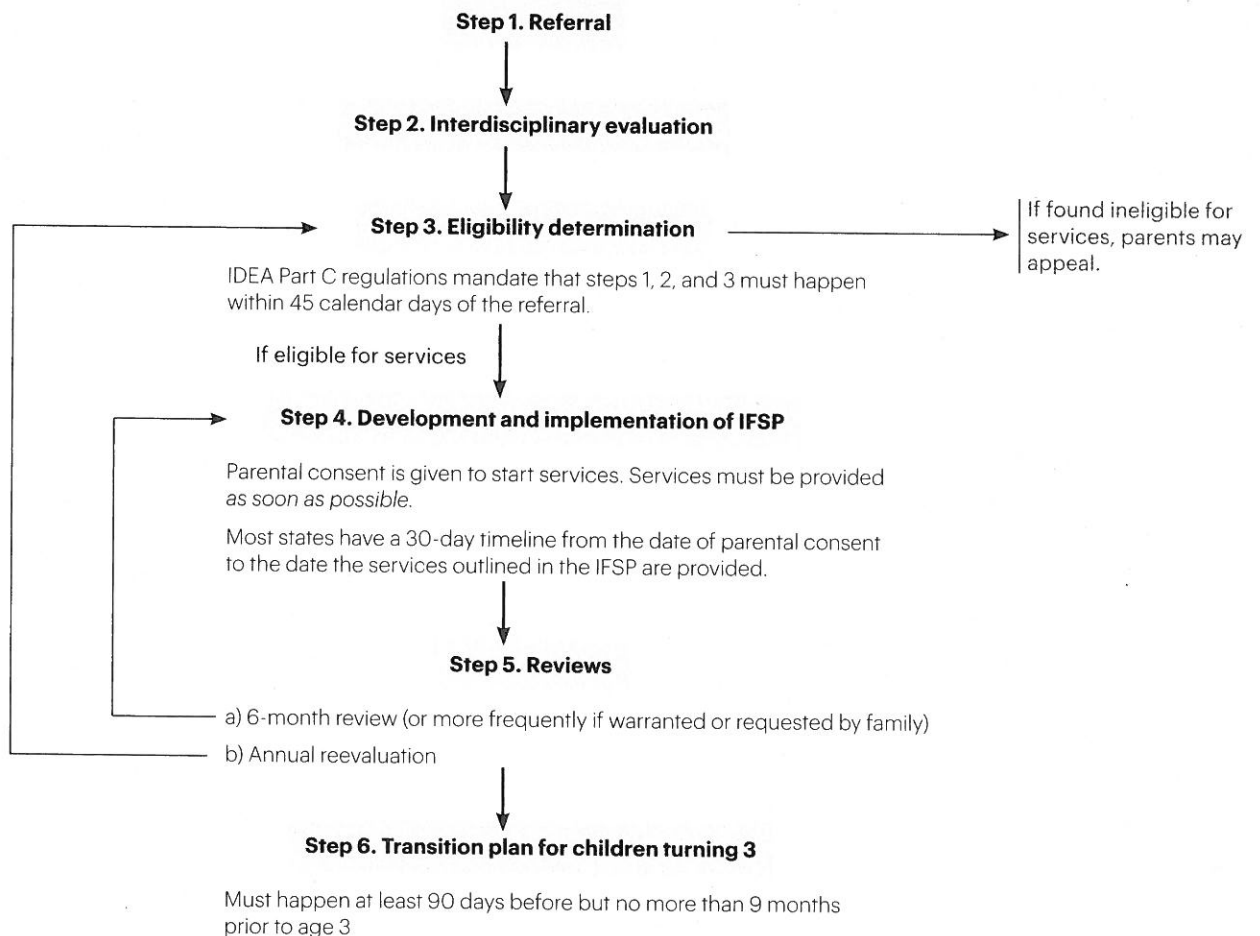 Step 1. Referral
Step 2. Interdisciplinary evaluation
Step 3. Eligibility determination
If found ineligible for
services, parents may
appeal.
IDEA Part C regulations mandate that steps 1, 2, and 3 must happen
within 45 calendar days of the referral.
If eligible for services
Step 4. Development and implementation of IFSP
Parental consent is given to start services. Services must be provided
as soon as possible.
Most states have a 30-day timeline from the date of parental consent
to the date the services outlined in the IFSP are provided.
Step 5. Reviews
a) 6-month review (or more frequently if warranted or requested by family)
b) Annual reevaluation
Step 6. Transition plan for children turning 3
Must happen at least 90 days before but no more than 9 months
prior to age 3